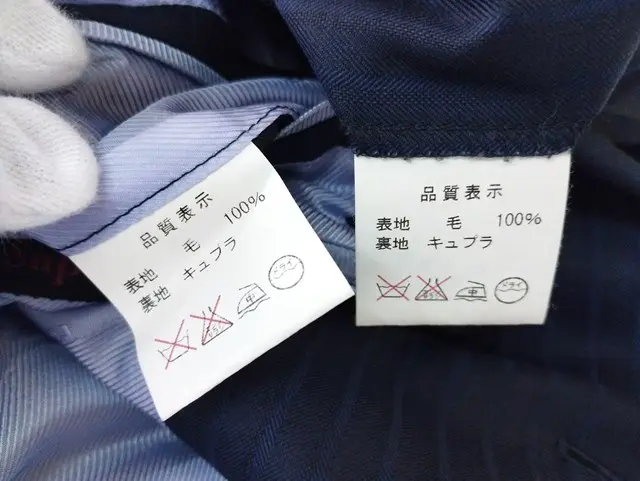 品質表示
表地 毛 100%
裏地 キュプラ
中
ドライ
品質表示
表地 毛 100%
裏地 キュプラ
中
ドライ